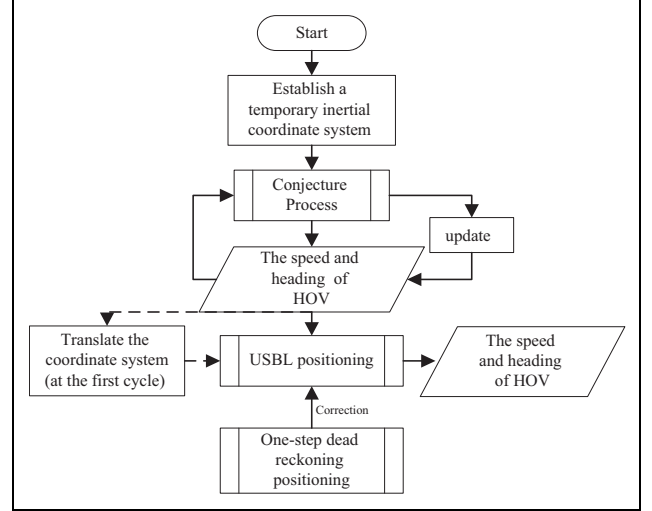 Start
Establish a
temporary inertial
coordinate system
Conjecture
Process
update
The speed and
heading of
HOV
Translate the
coordinate system
(at the first cycle)
USBL positioning
The speed
and heading
of HOV
Correction
One-step dead
reckoning
positioning